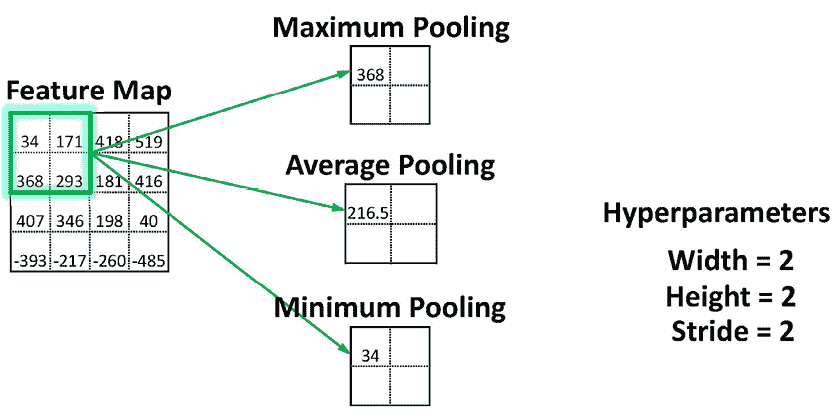 Maximum Pooling
368
Feature Map
34 171 418 519
368 293 181 416
407 346 198 40
-393 -217 -260 -485
Average Pooling
216.5
Minimum Pooling
34
Hyperparameters
Width = 2
Height = 2
Stride = 2